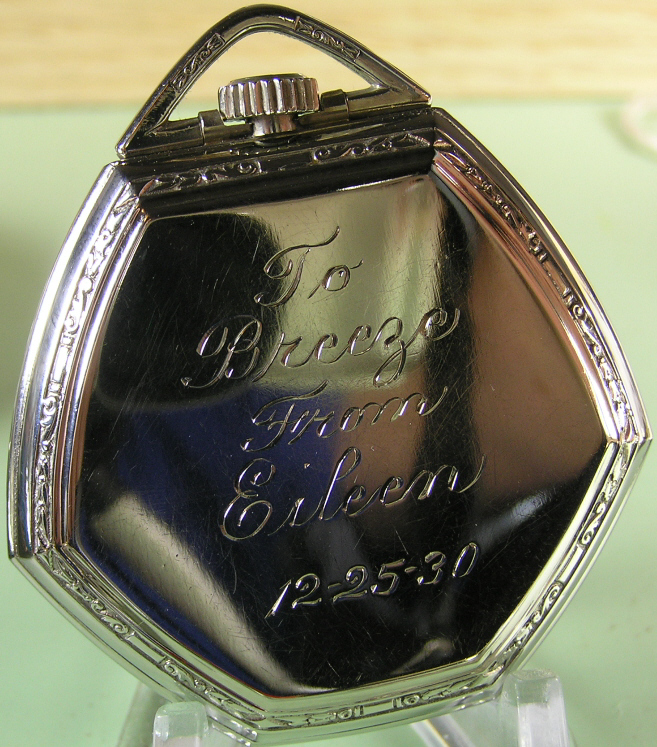 To
Breeze
From
Eileen
12-25-30